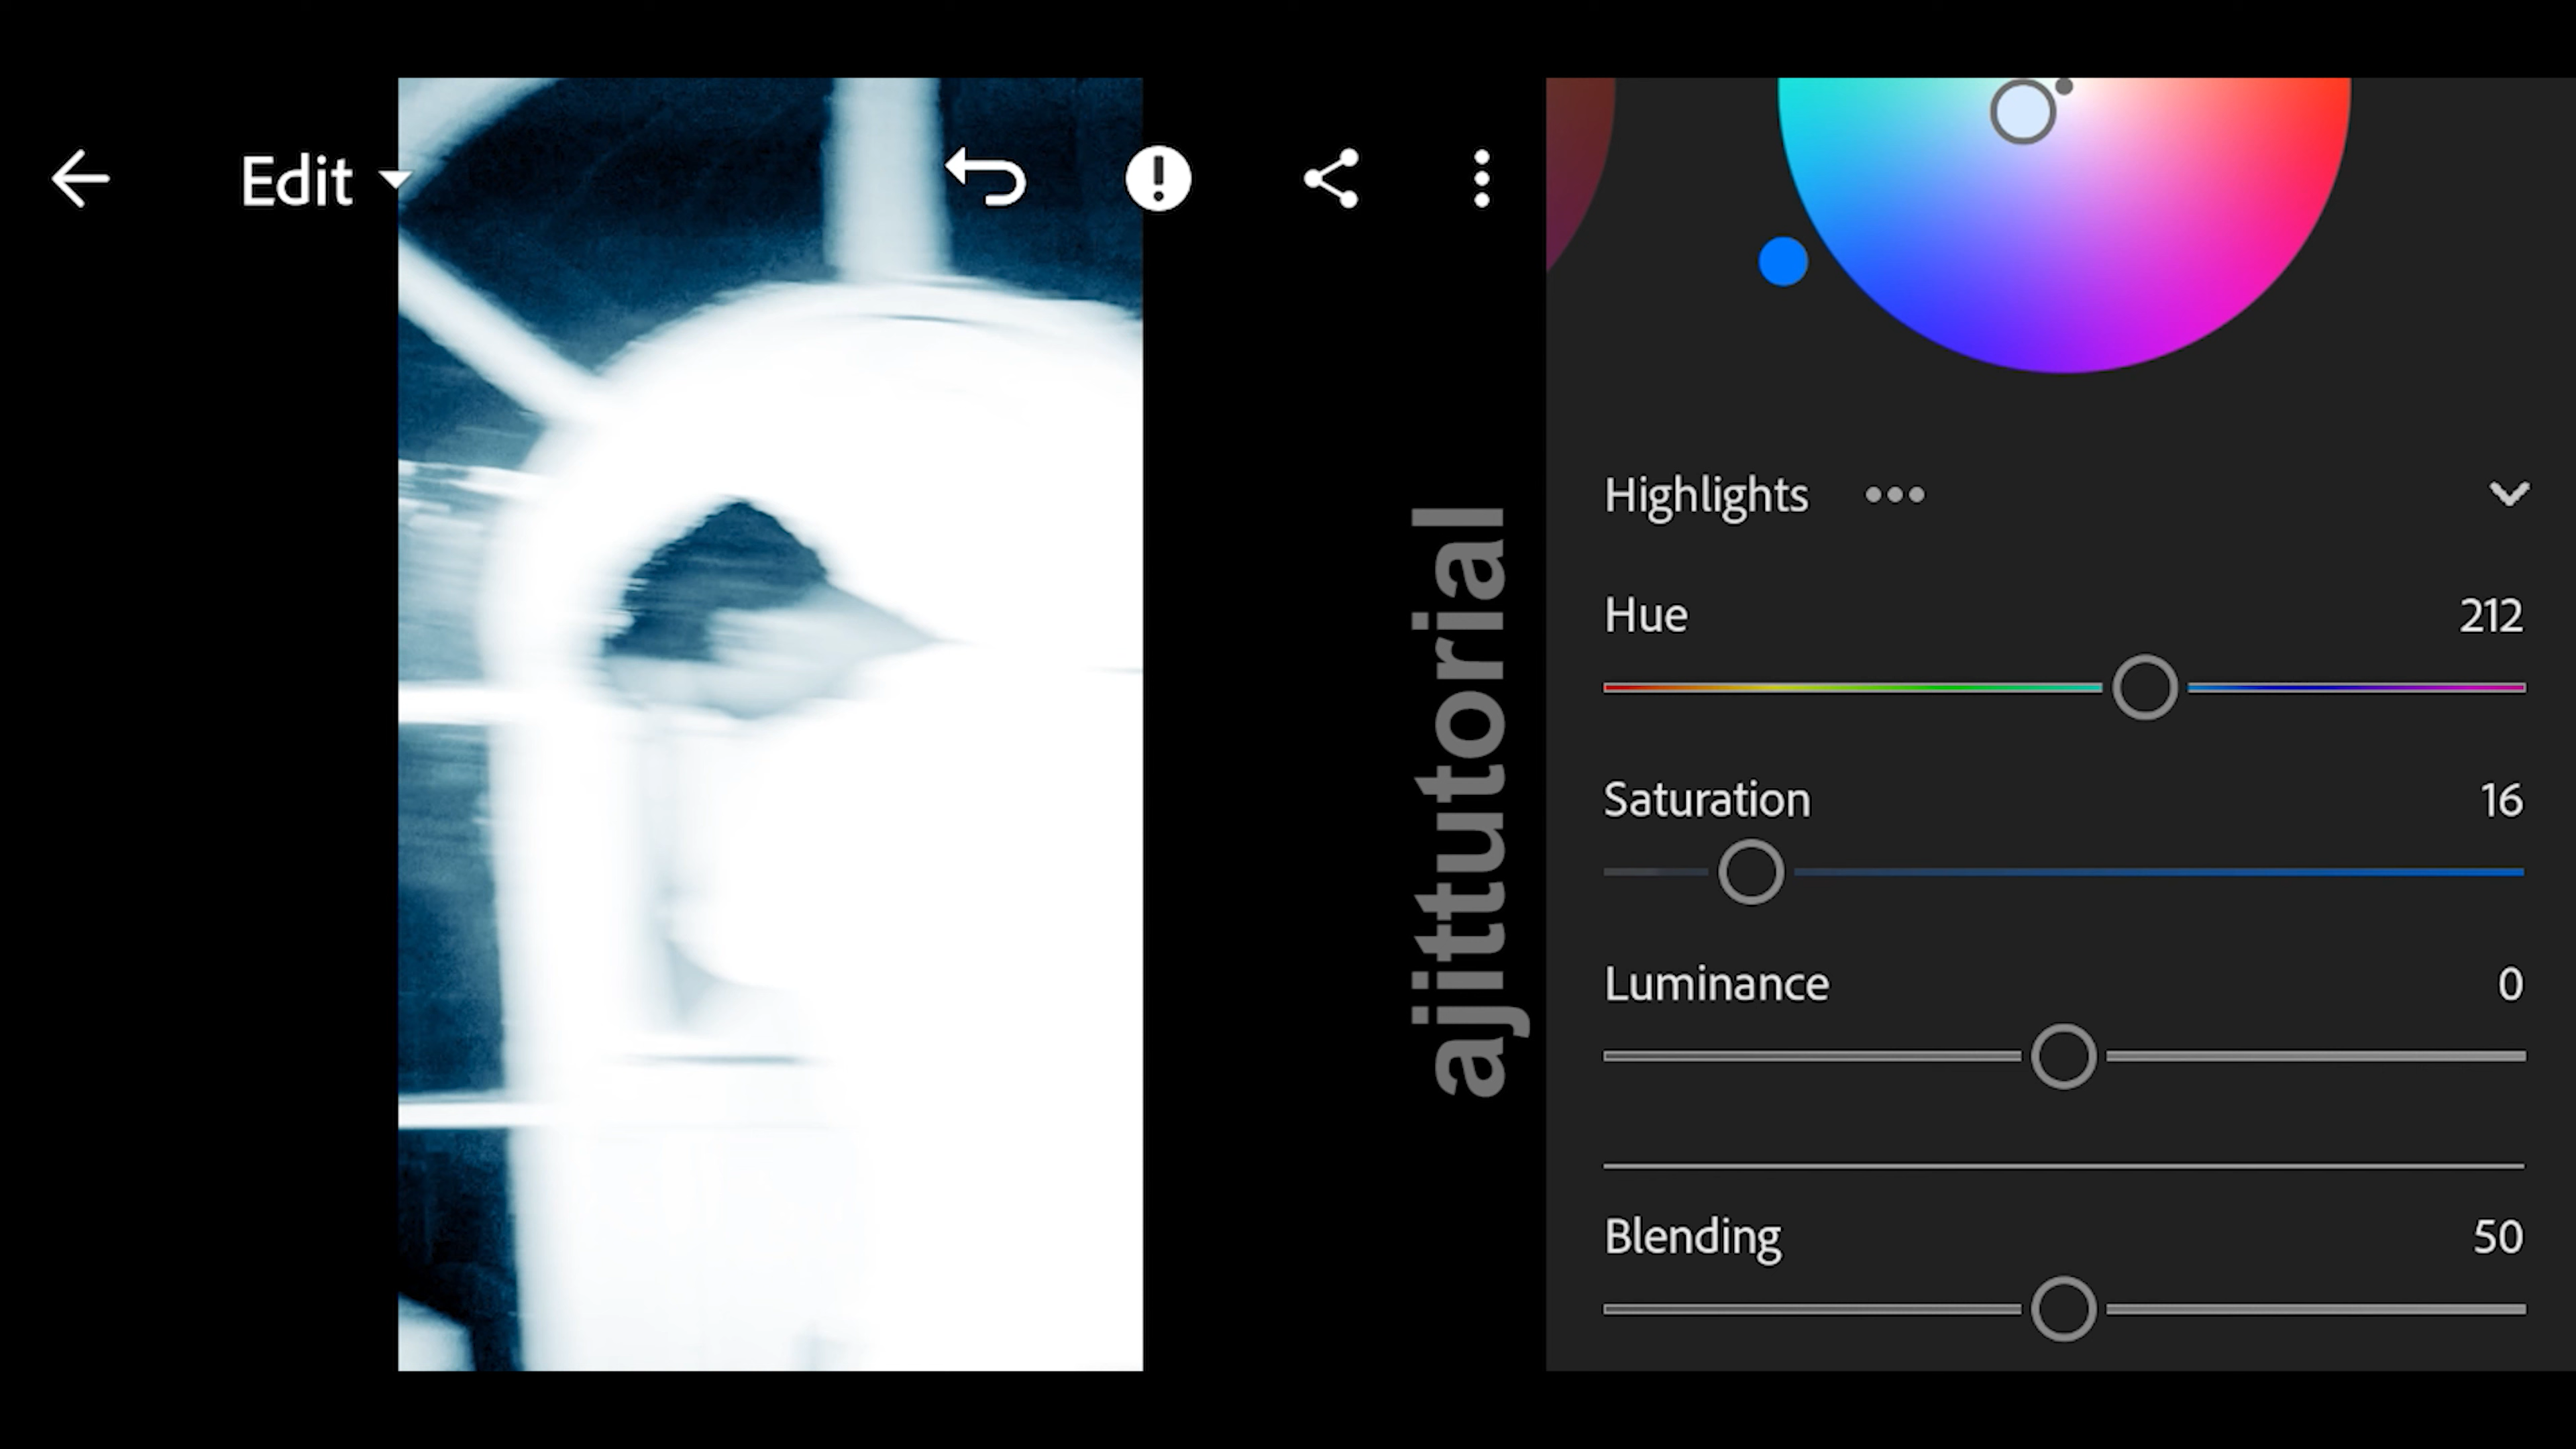 Edit
ajittutorial
Highlights
Hue 212
Saturation 16
Luminance 0
Blending 50